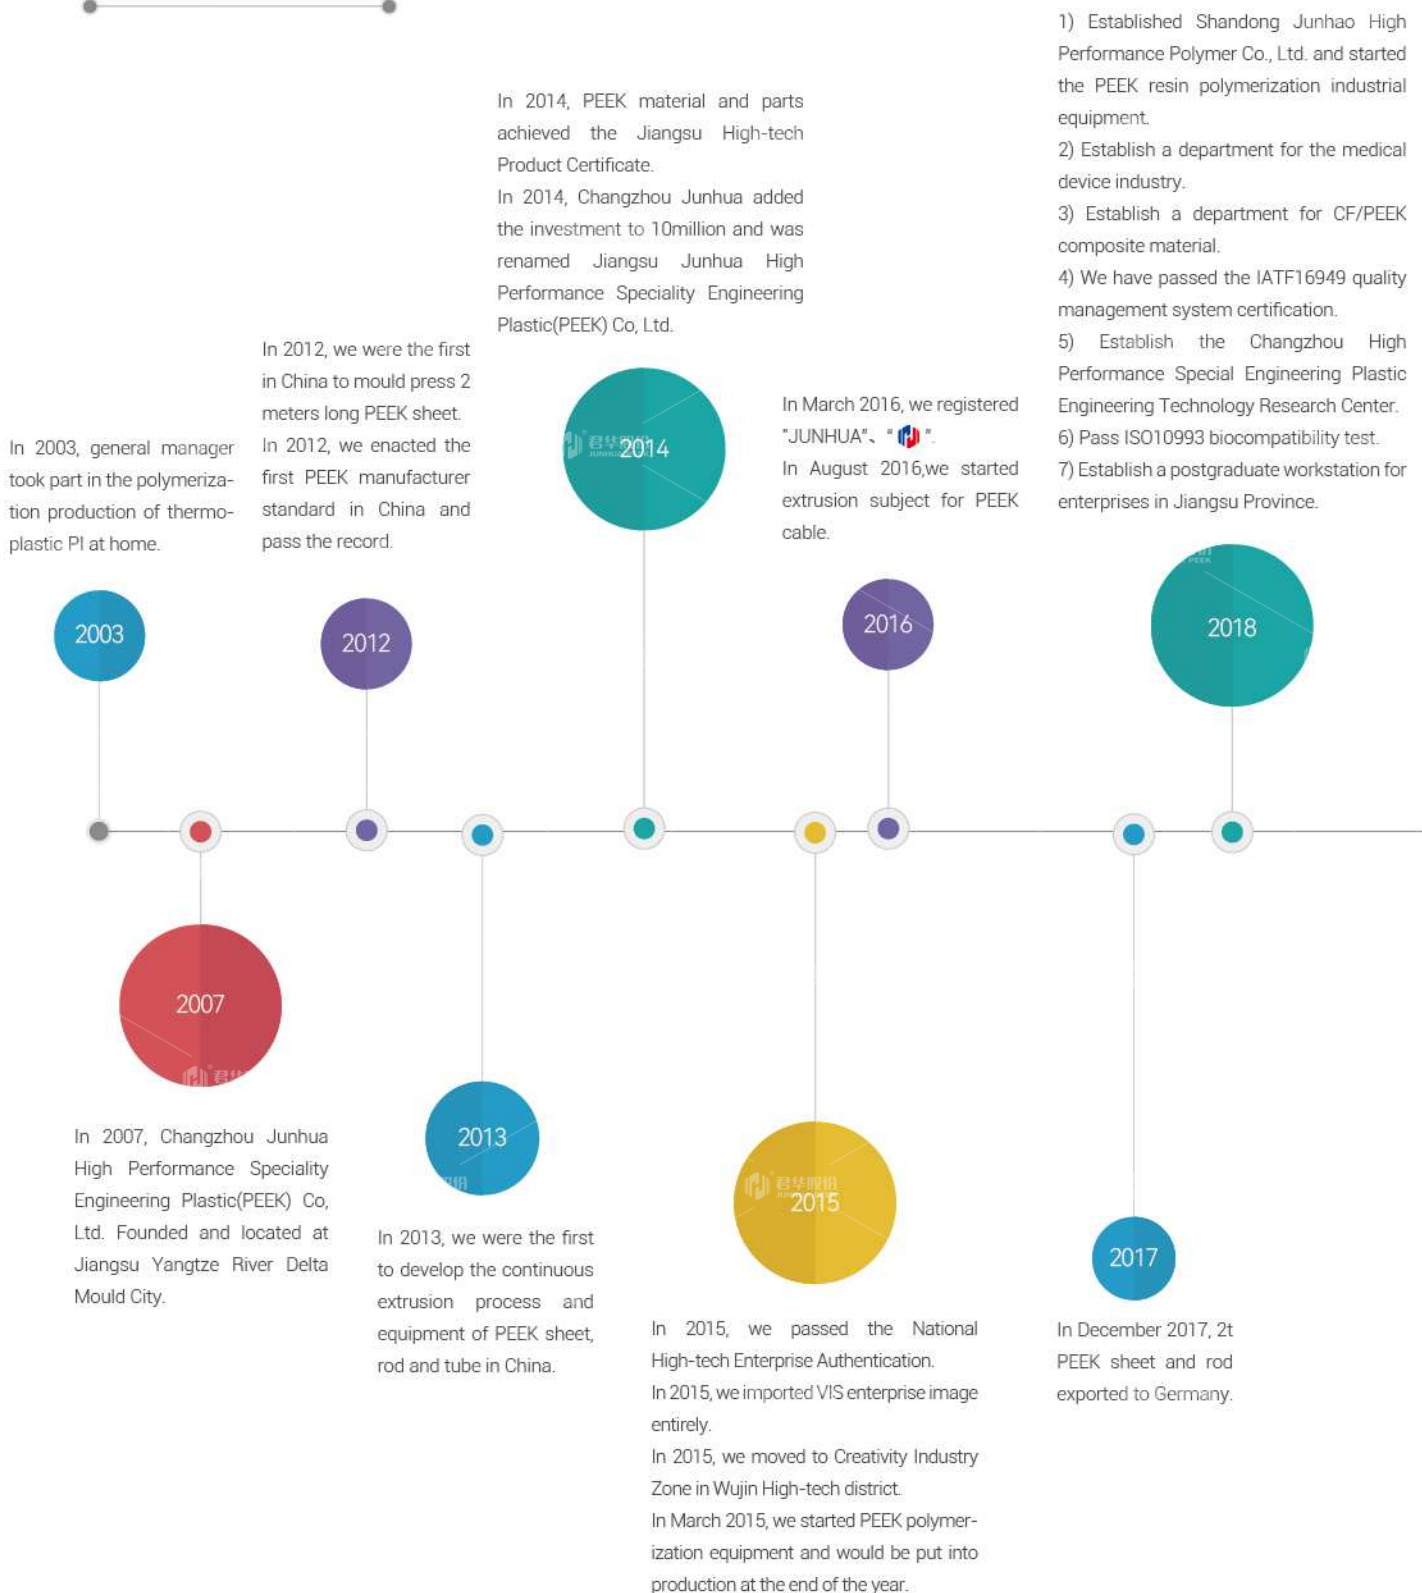 In 2003, general manager
took part in the polymeriza-
tion production of thermo-
plastic PI at home.
2003
In 2007, Changzhou Junhua
High Performance Speciality
Engineering Plastic(PEEK) Co,
Ltd. Founded and located at
Jiangsu Yangtze River Delta
Mould City.
2007
In 2012, we were the first
in China to mould press 2
meters long PEEK sheet.
In 2012, we enacted the
first PEEK manufacturer
standard in China and
pass the record.
2012
2013
In 2013, we were the first
to develop the continuous
extrusion process and
equipment of PEEK sheet,
rod and tube in China.
In 2014, PEEK material and parts
achieved the Jiangsu High-tech
Product Certificate.
In 2014, Changzhou Junhua added
the investment to 10million and was
renamed Jiangsu Junhua High
Performance Speciality Engineering
Plastic(PEEK) Co, Ltd.
君华股份
2014
君华股份
2015
In 2015, we passed the National
High-tech Enterprise Authentication.
In 2015, we imported VIS enterprise image
entirely.
In 2015, we moved to Creativity Industry
Zone in Wujin High-tech district.
In March 2015, we started PEEK polymer-
ization equipment and would be put into
production at the end of the year.
In March 2016, we registered
"JUNHUA"、" ".
In August 2016,we started
extrusion subject for PEEK
cable.
2016
2017
In December 2017, 2t
PEEK sheet and rod
exported to Germany.
1) Established Shandong Junhao High
Performance Polymer Co., Ltd. and started
the PEEK resin polymerization industrial
equipment.
2) Establish a department for the medical
device industry.
3) Establish a department for CF/PEEK
composite material.
4) We have passed the IATF16949 quality
management system certification.
5) Establish the Changzhou High
Performance Special Engineering Plastic
Engineering Technology Research Center.
6) Pass ISO10993 biocompatibility test.
7) Establish a postgraduate workstation for
enterprises in Jiangsu Province.
PEEK
2018